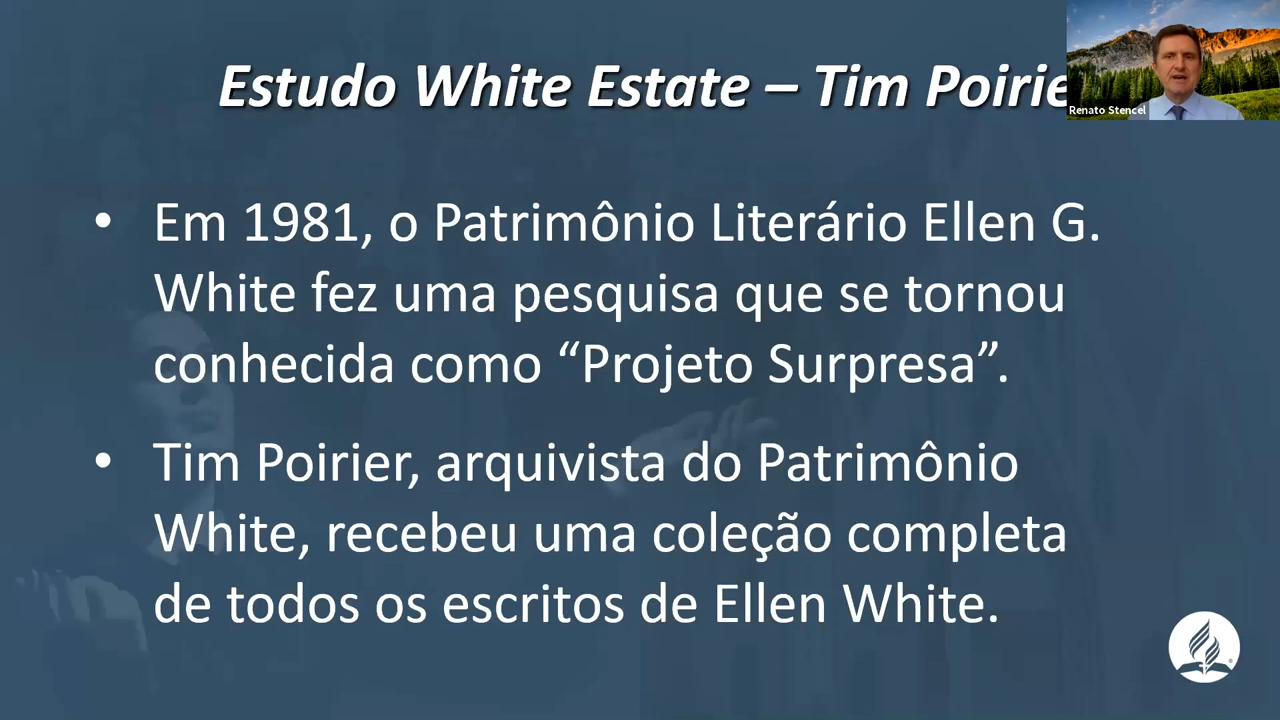 Estudo White Estate – Tim Poirie
Renato Stencel
• Em 1981, o Patrimônio Literário Ellen G.
White fez uma pesquisa que se tornou
conhecida como “Projeto Surpresa”.
• Tim Poirier, arquivista do Patrimônio
White, recebeu uma coleção completa
de todos os escritos de Ellen White.